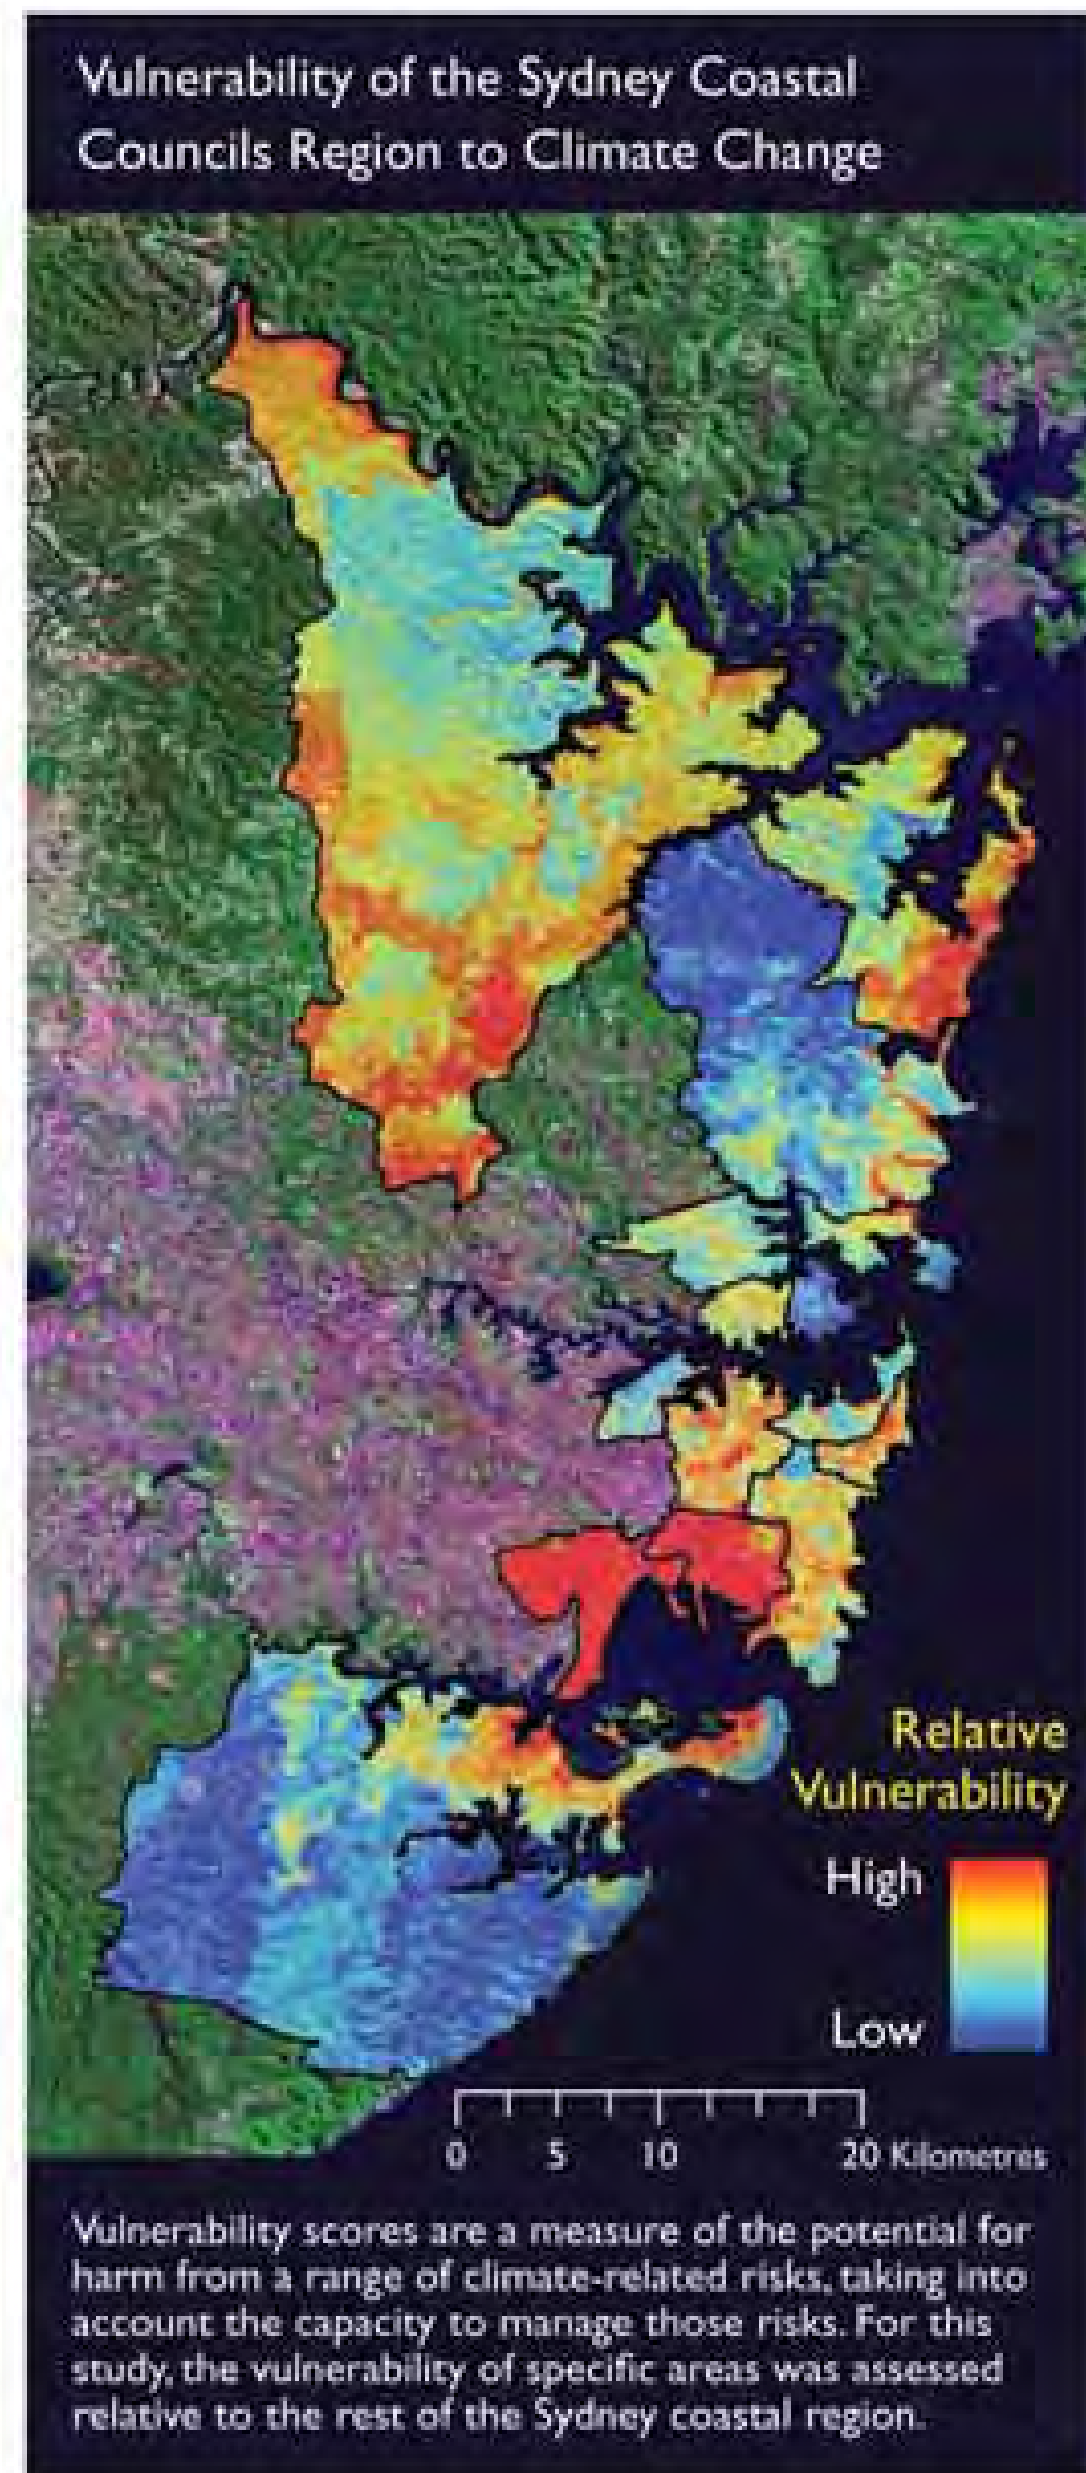 Vulnerability of the Sydney Coastal
Councils Region to Climate Change
Relative
Vulnerability
High
Low
0 5 10 20 Kilometres
Vulnerability scores are a measure of the potential for
harm from a range of climate-related risks, taking into
account the capacity to manage those risks. For this
study, the vulnerability of specific areas was assessed
relative to the rest of the Sydney coastal region.